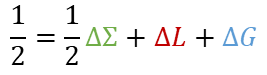 1/2 = 1/2 ΔΣ + ΔL + ΔG